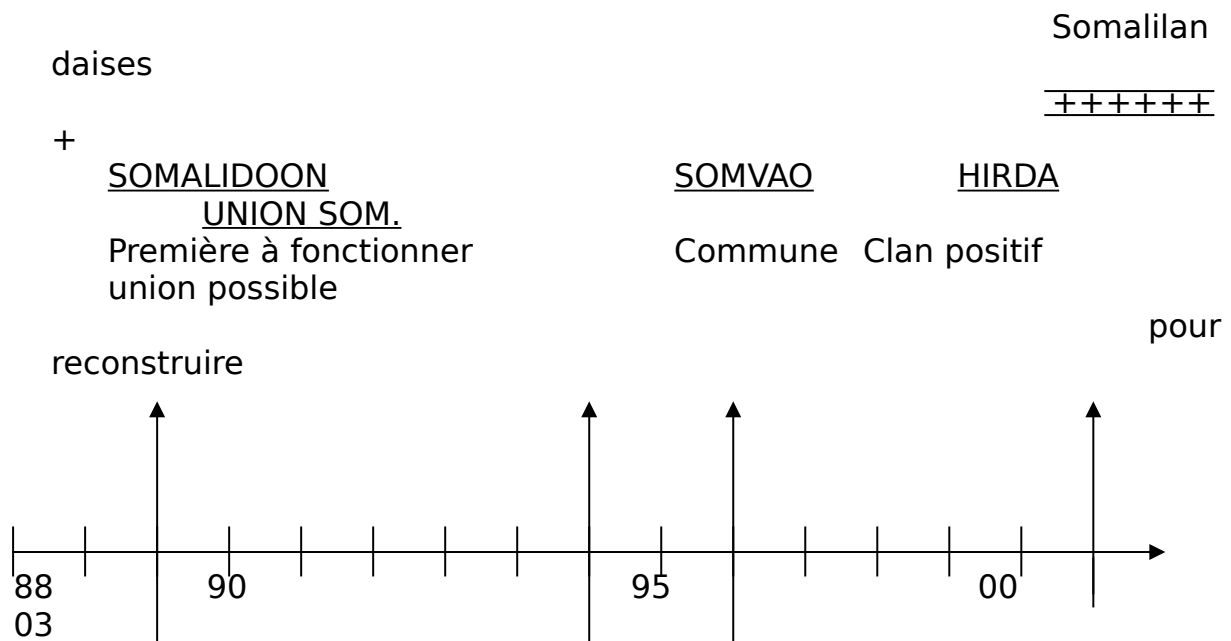 Somalilan
daises
++++++
+
SOMALIDOON SOMVAO HIRDA
UNION SOM.
Première à fonctionner Commune Clan positif
union possible
pour
reconstruire
88 90 95 00
03